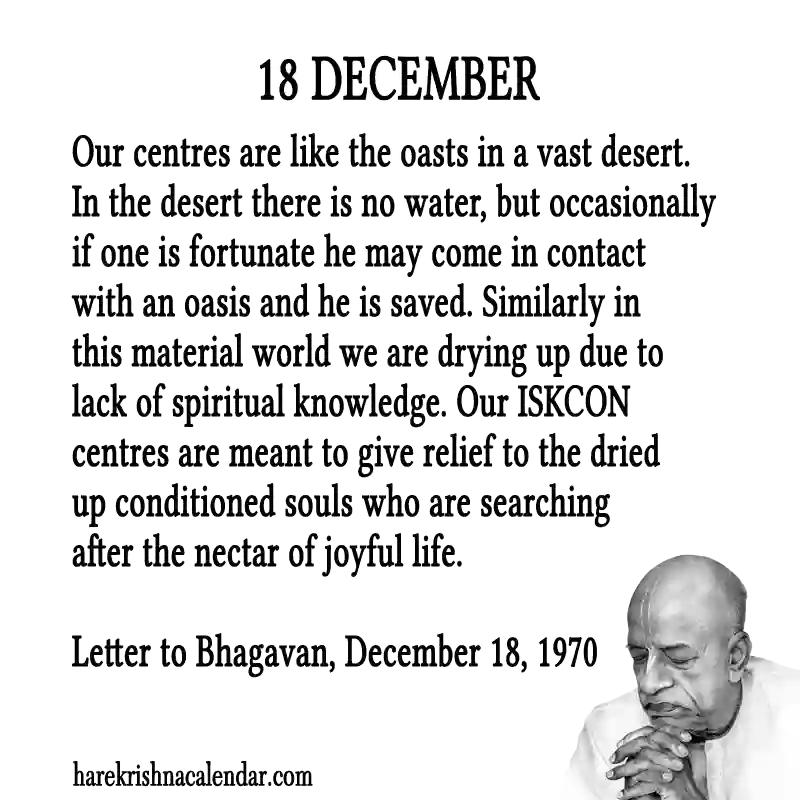 18 DECEMBER
Our centres are like the oasts in a vast desert.
In the desert there is no water, but occasionally
if one is fortunate he may come in contact
with an oasis and he is saved. Similarly in
this material world we are drying up due to
lack of spiritual knowledge. Our ISKCON
centres are meant to give relief to the dried
up conditioned souls who are searching
after the nectar of joyful life.
Letter to Bhagavan, December 18, 1970
harekrishnacalendar.com